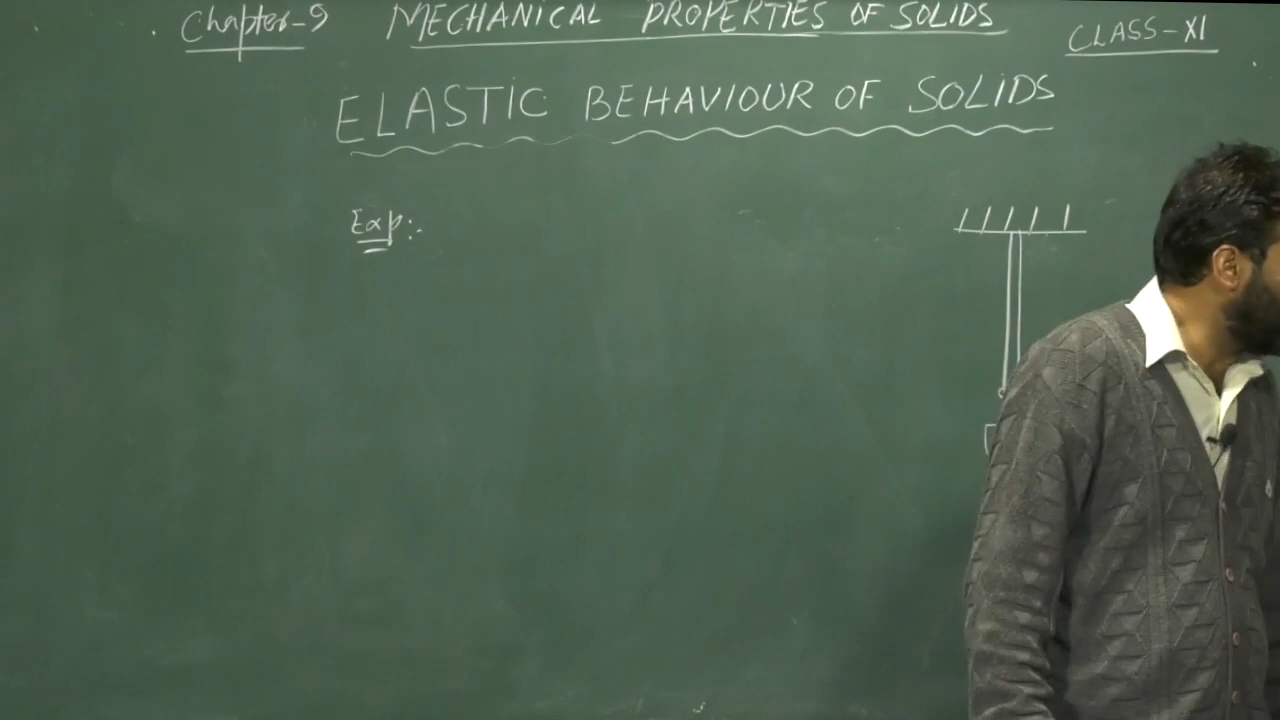 Chapter-9 MECHANICAL PROPERTIES OF SOLIDS CLASS-XI
ELASTIC BEHAVIOUR OF SOLIDS
Exp:-